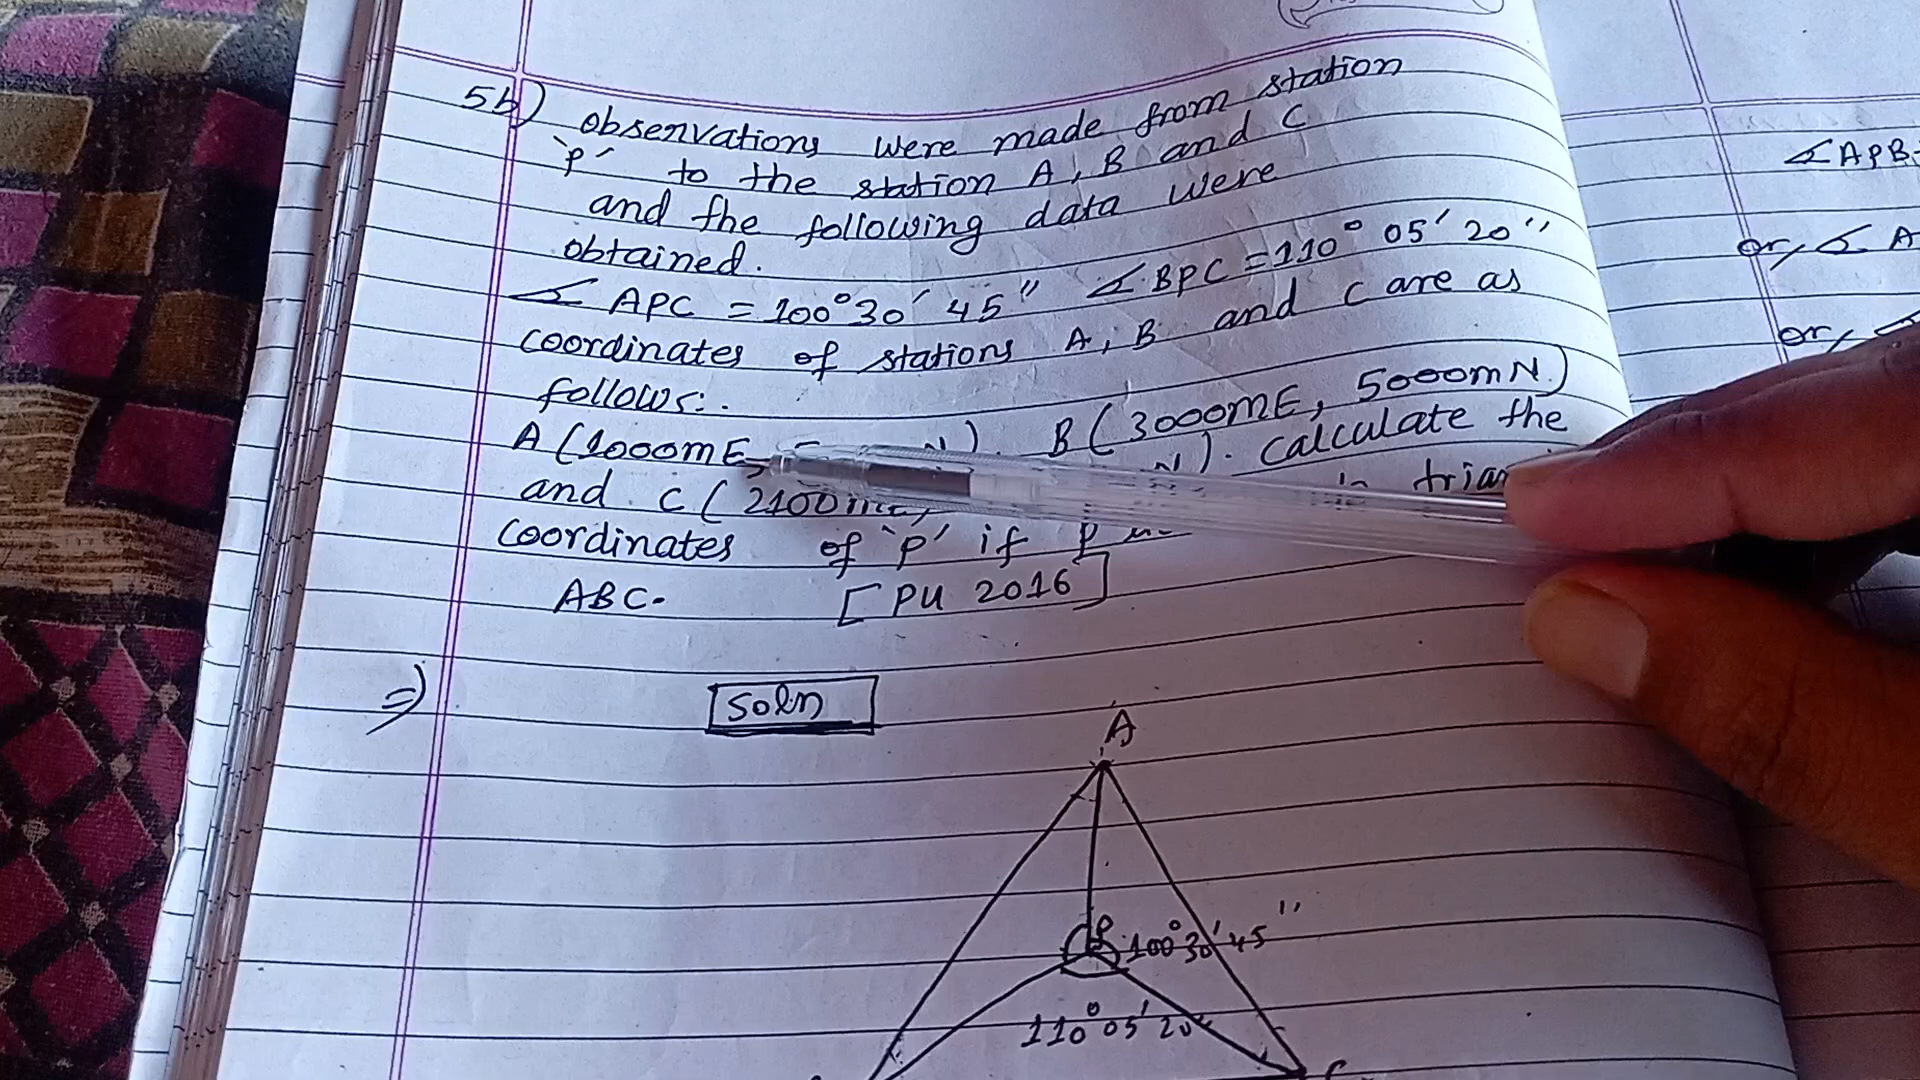 5b) observations were made from station
'p' to the station A, B and C
and the following data were
obtained.
∠APC = 100°30'45" ∠BPC = 110°05'20"
coordinates of stations A, B and C are as
follows:.
A (1000mE, N). B (3000mE, 5000mN)
and C (2100m N). calculate the
coordinates of 'p' if p
ABC. [PU 2016]
=) Soln
A
P 100°30'45"
110°05'20"
∠APB
or, ∠A
or,